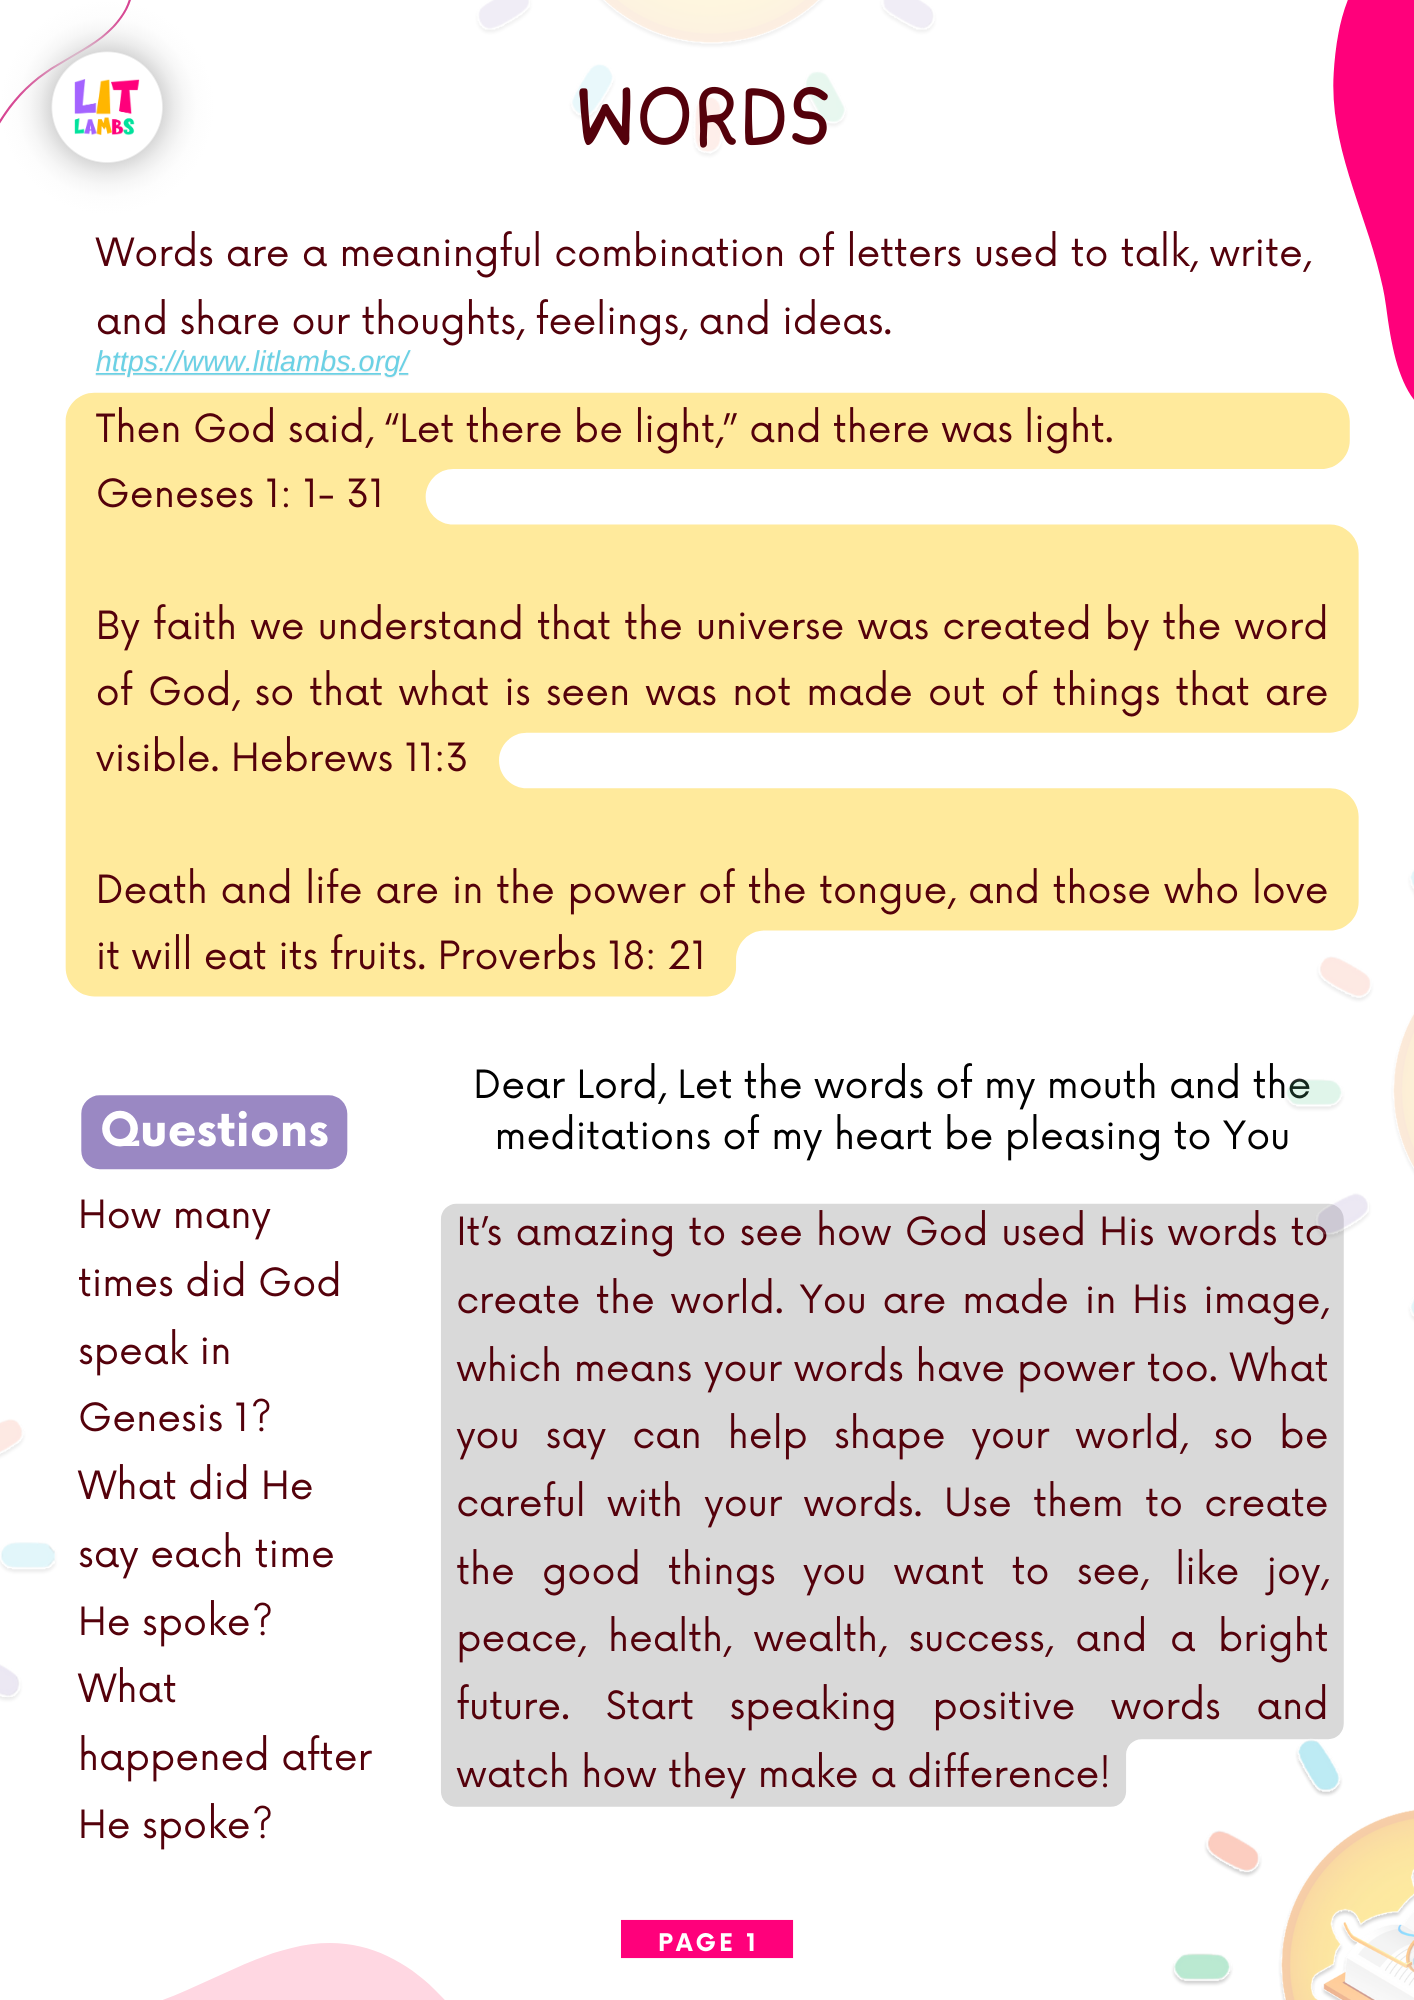 LIT
LAMBS
WORDS
Words are a meaningful combination of letters used to talk, write,
and share our thoughts, feelings, and ideas.
https://www.litlambs.org/
Then God said, “Let there be light,” and there was light.
Geneses 1: 1- 31
By faith we understand that the universe was created by the word
of God, so that what is seen was not made out of things that are
visible. Hebrews 11:3
Death and life are in the power of the tongue, and those who love
it will eat its fruits. Proverbs 18: 21
Questions
How many
times did God
speak in
Genesis 1?
What did He
say each time
He spoke?
What
happened after
He spoke?
Dear Lord, Let the words of my mouth and the
meditations of my heart be pleasing to You
It’s amazing to see how God used His words to
create the world. You are made in His image,
which means your words have power too. What
you say can help shape your world, so be
careful with your words. Use them to create
the good things you want to see, like joy,
peace, health, wealth, success, and a bright
future. Start speaking positive words and
watch how they make a difference!
PAGE 1